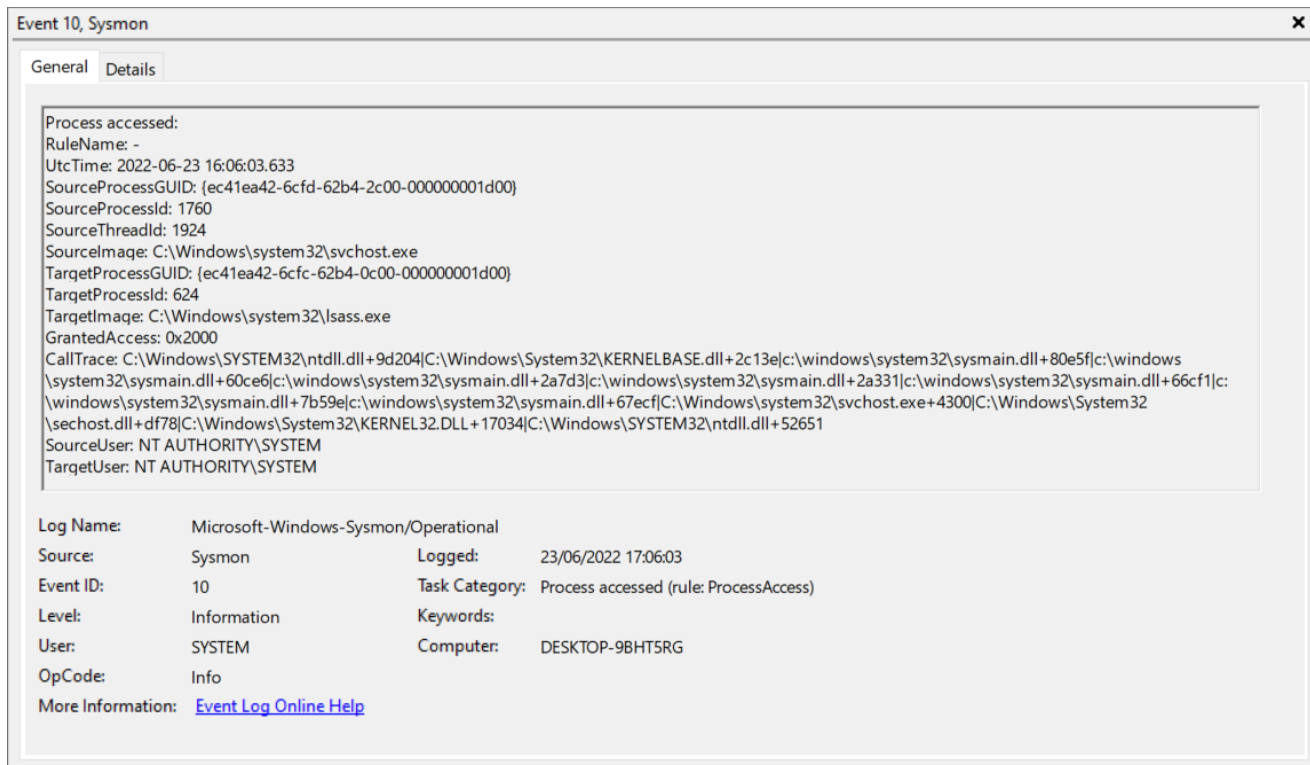 Event 10, Sysmon
General Details
Process accessed:
RuleName: -
UtcTime: 2022-06-23 16:06:03.633
SourceProcessGUID: {ec41ea42-6cfd-62b4-2c00-000000001d00}
SourceProcessId: 1760
SourceThreadId: 1924
SourceImage: C:\Windows\system32\svchost.exe
TargetProcessGUID: {ec41ea42-6cfc-62b4-0c00-000000001d00}
TargetProcessId: 624
TargetImage: C:\Windows\system32\lsass.exe
GrantedAccess: 0x2000
CallTrace: C:\Windows\SYSTEM32\ntdll.dll+9d204|C:\Windows\System32\KERNELBASE.dll+2c13e|c:\windows\system32\sysmain.dll+80e5f|c:\windows
\system32\sysmain.dll+60ce6|c:\windows\system32\sysmain.dll+2a7d3|c:\windows\system32\sysmain.dll+2a331|c:\windows\system32\sysmain.dll+66cf1|c:
\windows\system32\sysmain.dll+7b59e|c:\windows\system32\sysmain.dll+67ecf|C:\Windows\system32\svchost.exe+4300|C:\Windows\System32
\sechost.dll+df78|C:\Windows\System32\KERNEL32.DLL+17034|C:\Windows\SYSTEM32\ntdll.dll+52651
SourceUser: NT AUTHORITY\SYSTEM
TargetUser: NT AUTHORITY\SYSTEM
Log Name: Microsoft-Windows-Sysmon/Operational
Source: Sysmon Logged: 23/06/2022 17:06:03
Event ID: 10 Task Category: Process accessed (rule: ProcessAccess)
Level: Information Keywords:
User: SYSTEM Computer: DESKTOP-9BHT5RG
OpCode: Info
More Information: Event Log Online Help